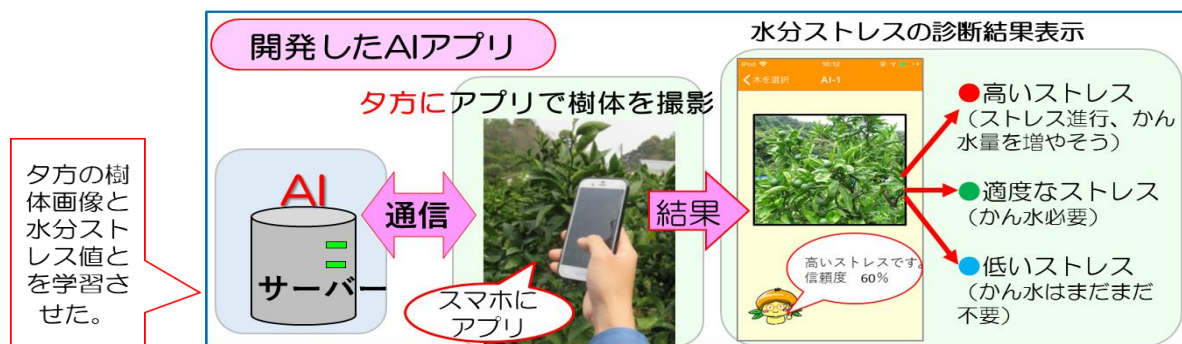 開発したAIアプリ
水分ストレスの診断結果表示
夕方にアプリで樹体を撮影
夕方の樹
体画像と
水分スト
レス値と
を学習さ
せた。
AI
サーバー
通信
スマホに
アプリ
結果
iPod
10:12
木を選択
AI-1
高いストレスです。
信頼度 60%
●高いストレス
(ストレス進行、かん
水量を増やそう)
●適度なストレス
(かん水必要)
●低いストレス
(かん水はまだまだ
不要)